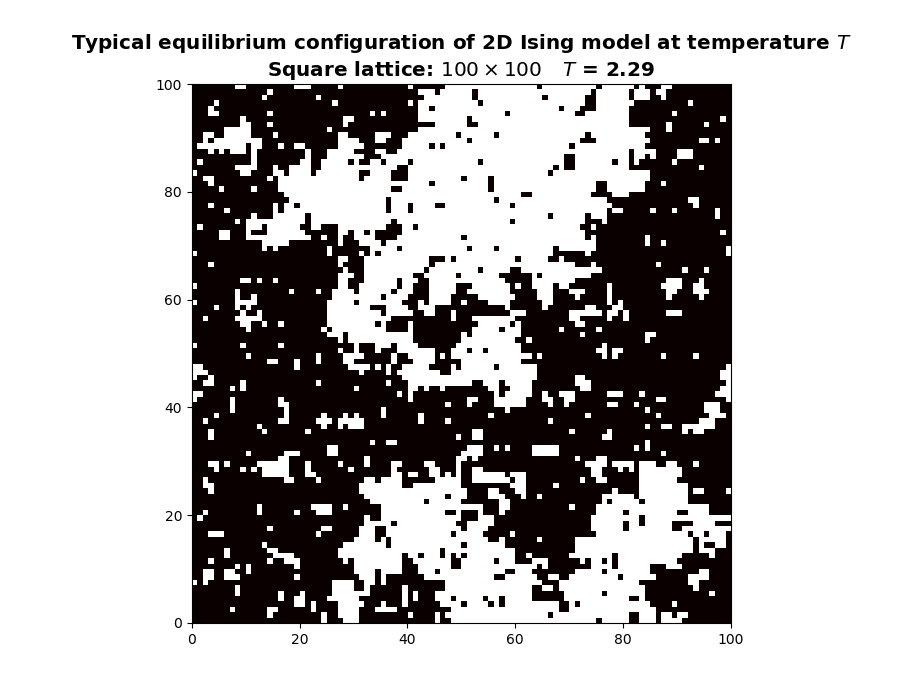 Typical equilibrium configuration of 2D Ising model at temperature T
Square lattice: 100 × 100 T = 2.29
100
80
60
40
20
0
0 20 40 60 80 100